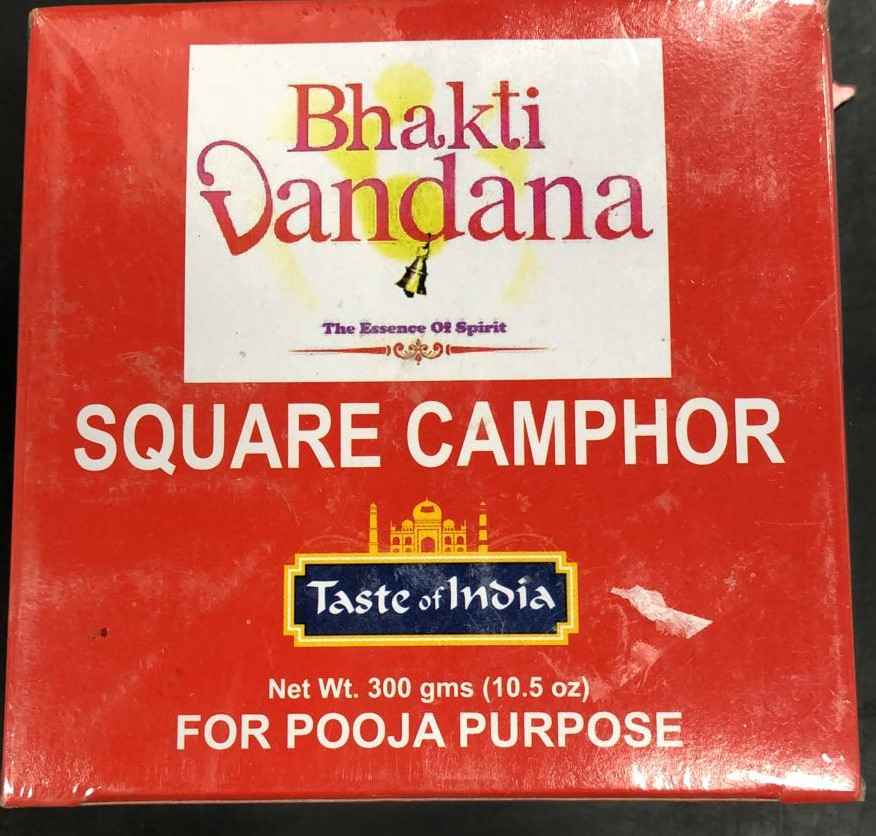 Bhakti
Vandana
The Essence Of Spirit
SQUARE CAMPHOR
Taste of India
Net Wt. 300 gms (10.5 oz)
FOR POOJA PURPOSE